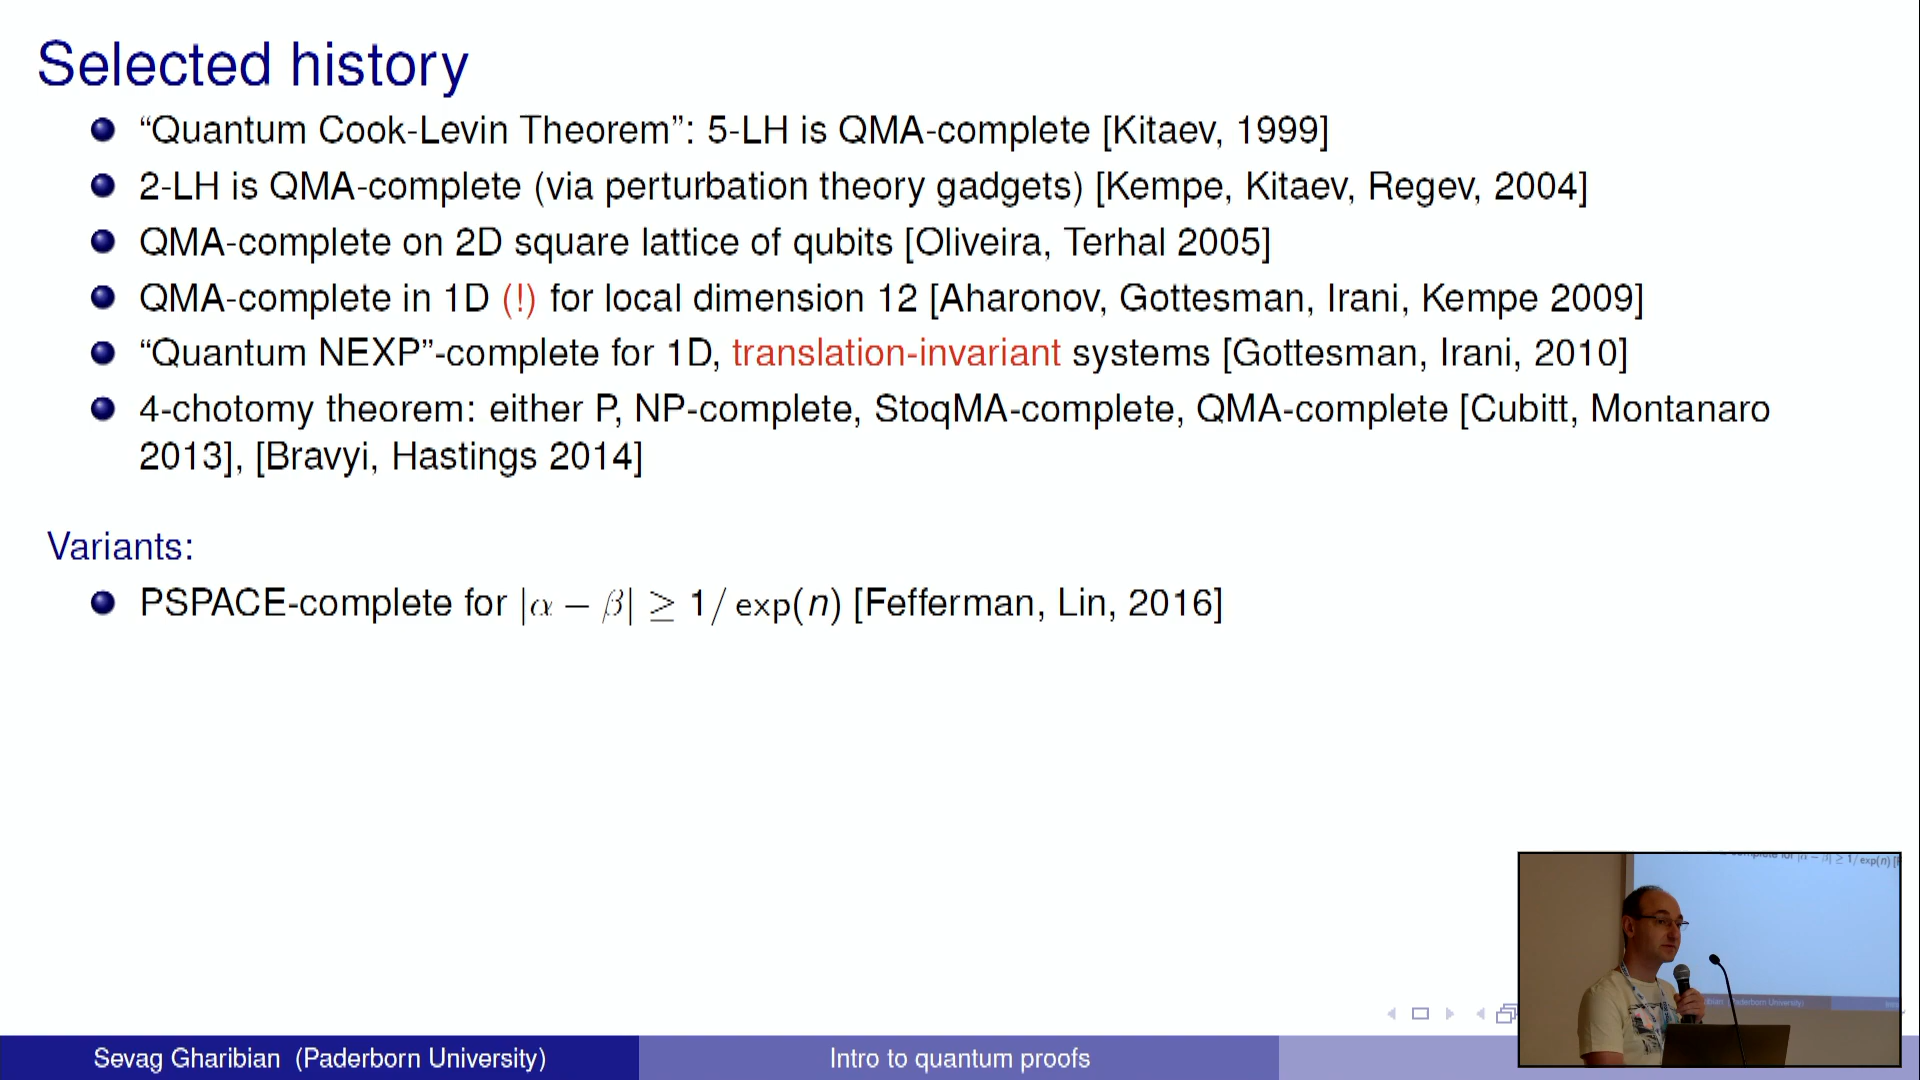 Selected history
“Quantum Cook-Levin Theorem”: 5-LH is QMA-complete [Kitaev, 1999]
2-LH is QMA-complete (via perturbation theory gadgets) [Kempe, Kitaev, Regev, 2004]
QMA-complete on 2D square lattice of qubits [Oliveira, Terhal 2005]
QMA-complete in 1D (!) for local dimension 12 [Aharonov, Gottesman, Irani, Kempe 2009]
“Quantum NEXP”-complete for 1D, translation-invariant systems [Gottesman, Irani, 2010]
4-chotomy theorem: either P, NP-complete, StoqMA-complete, QMA-complete [Cubitt, Montanaro
2013], [Bravyi, Hastings 2014]
Variants:
PSPACE-complete for |α − β| ≥ 1/ exp(n) [Fefferman, Lin, 2016]
Sevag Gharibian (Paderborn University)
Intro to quantum proofs